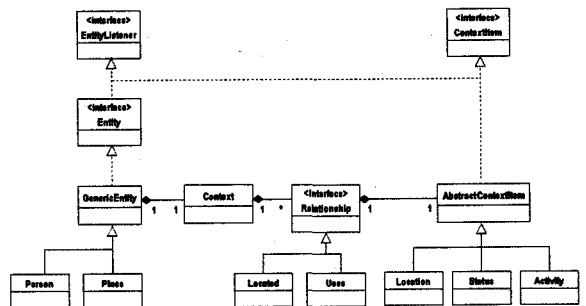 <interface>
EntityListener
<interface>
ContextItem
<interface>
Entity
GenericEntity
Context
<interface>
Relationship
AbstractContextItem
1 1 1 * 1 1
Person
Place
Located
Uses
Location
Status
Activity